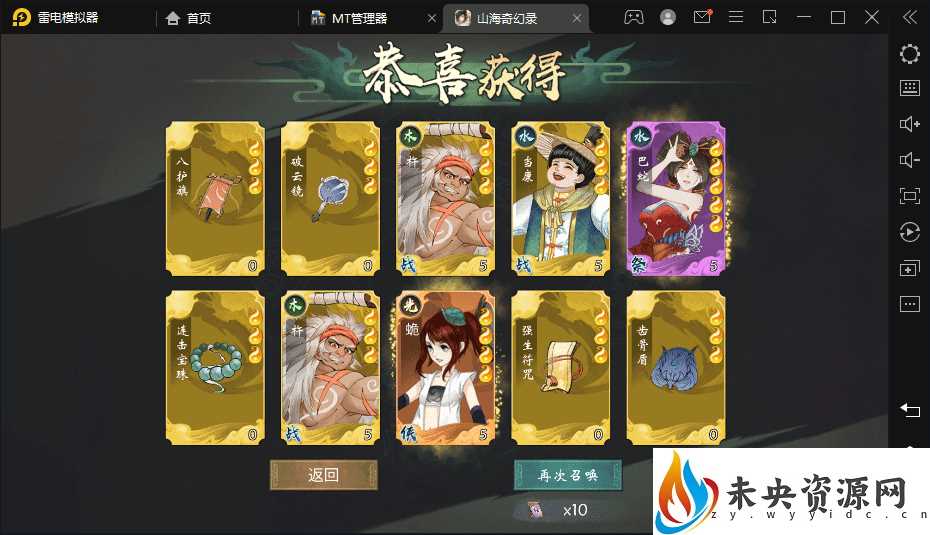 雷电模拟器
首页
MT管理器
山海奇幻录
恭喜获得
八护旗
0
破云镜
0
木
杵
战
5
水
当康
战
5
水
巴蛇
祭
5
连击宝珠
0
木
杵
战
5
光
蛫
侠
5
强生符咒
0
齿骨盾
0
返回
再次召唤
x10
未央资源网
zy.wyyidc.cn